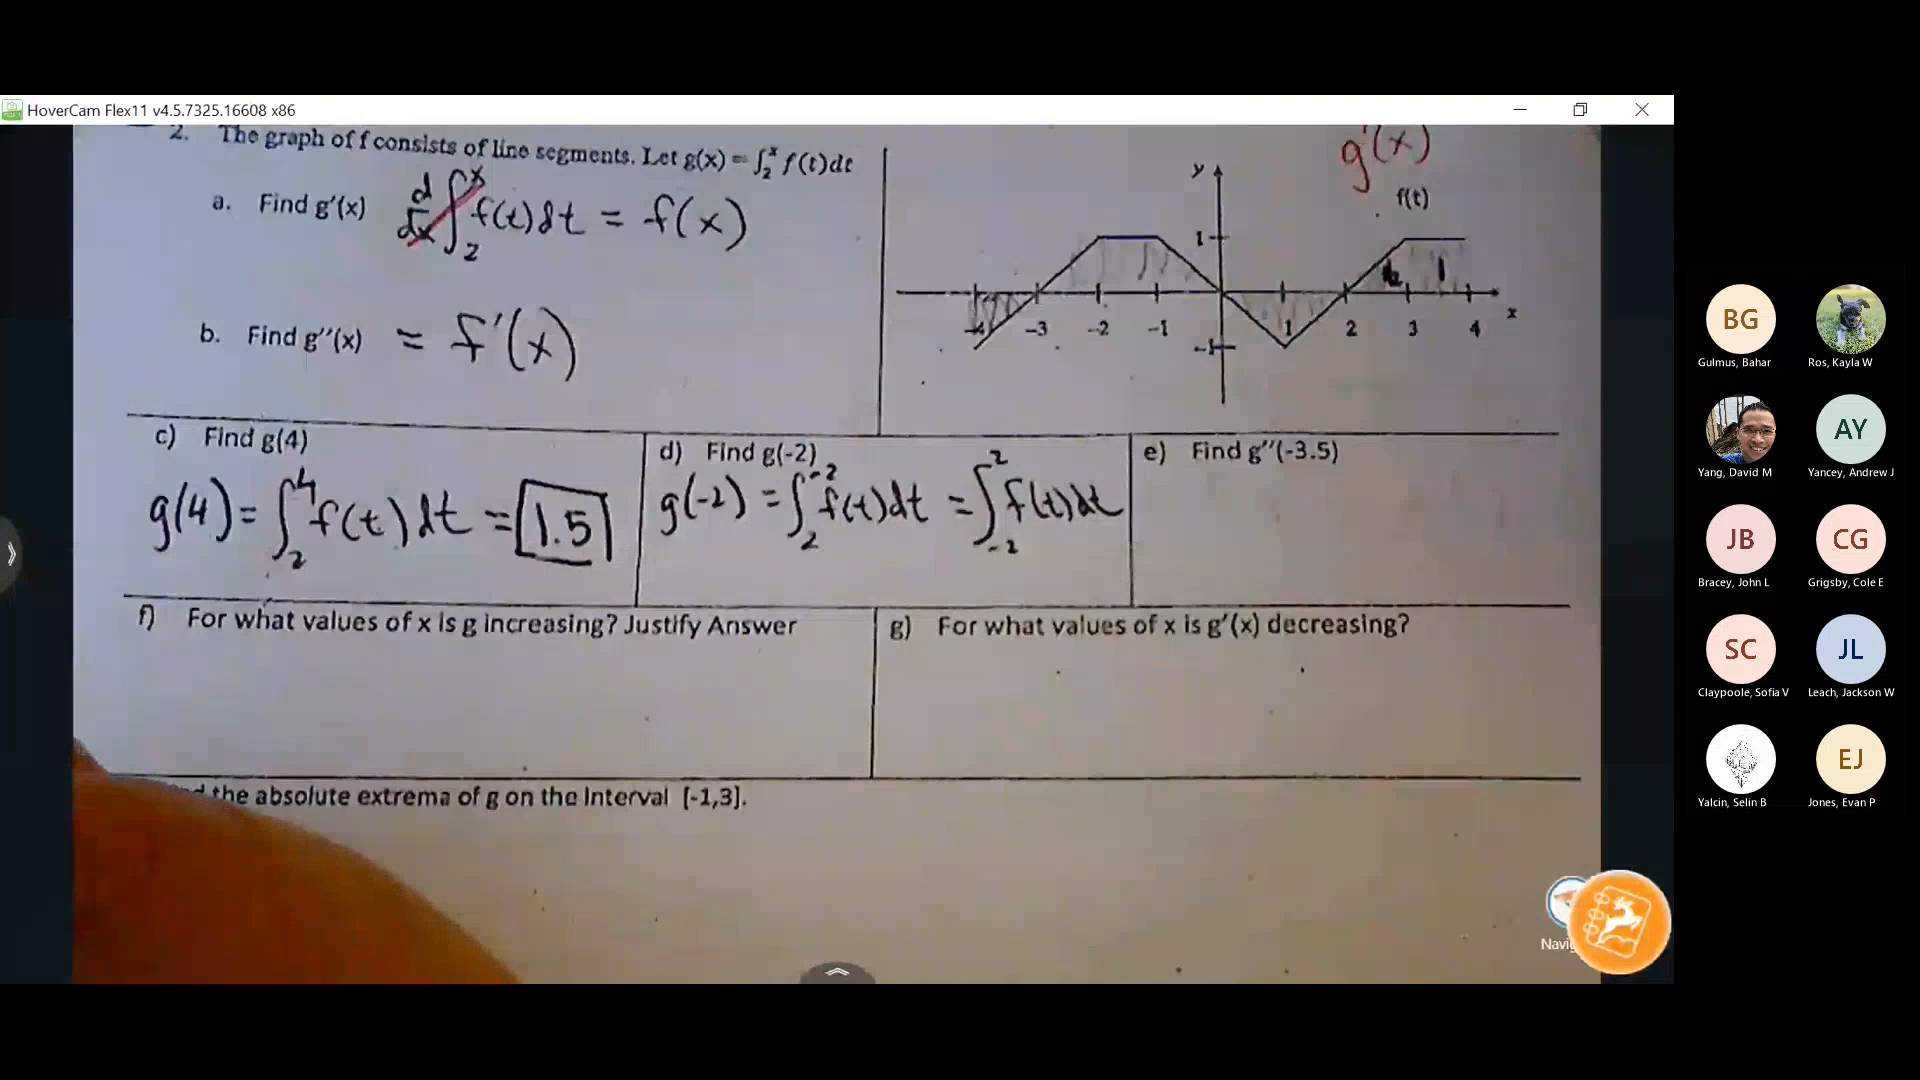 HoverCam Flex11 v4.5.7325.16608 x86
2. The graph of f consists of line segments. Let g(x) = ∫₂ˣ f(t)dt
a. Find g'(x) d/dx ∫₂ˣ f(t)dt = f(x)
b. Find g''(x) = f'(x)
g'(x)
f(t)
y
1
-4 -3 -2 -1 1 2 3 4 x
-1
1
c) Find g(4)
g(4) = ∫₂⁴ f(t)dt = 1.5
d) Find g(-2)
g(-2) = ∫₂⁻² f(t)dt = ∫₋₂² f(t)dt
e) Find g''(-3.5)
f) For what values of x is g increasing? Justify Answer
g) For what values of x is g'(x) decreasing?
the absolute extrema of g on the interval [-1,3].
BG
Gulmus, Bahar
Ros, Kayla W
Yang, David M
AY
Yancey, Andrew J
JB
Bracey, John L
CG
Grigsby, Cole E
SC
Claypoole, Sofia V
JL
Leach, Jackson W
Yalcin, Selin B
EJ
Jones, Evan P